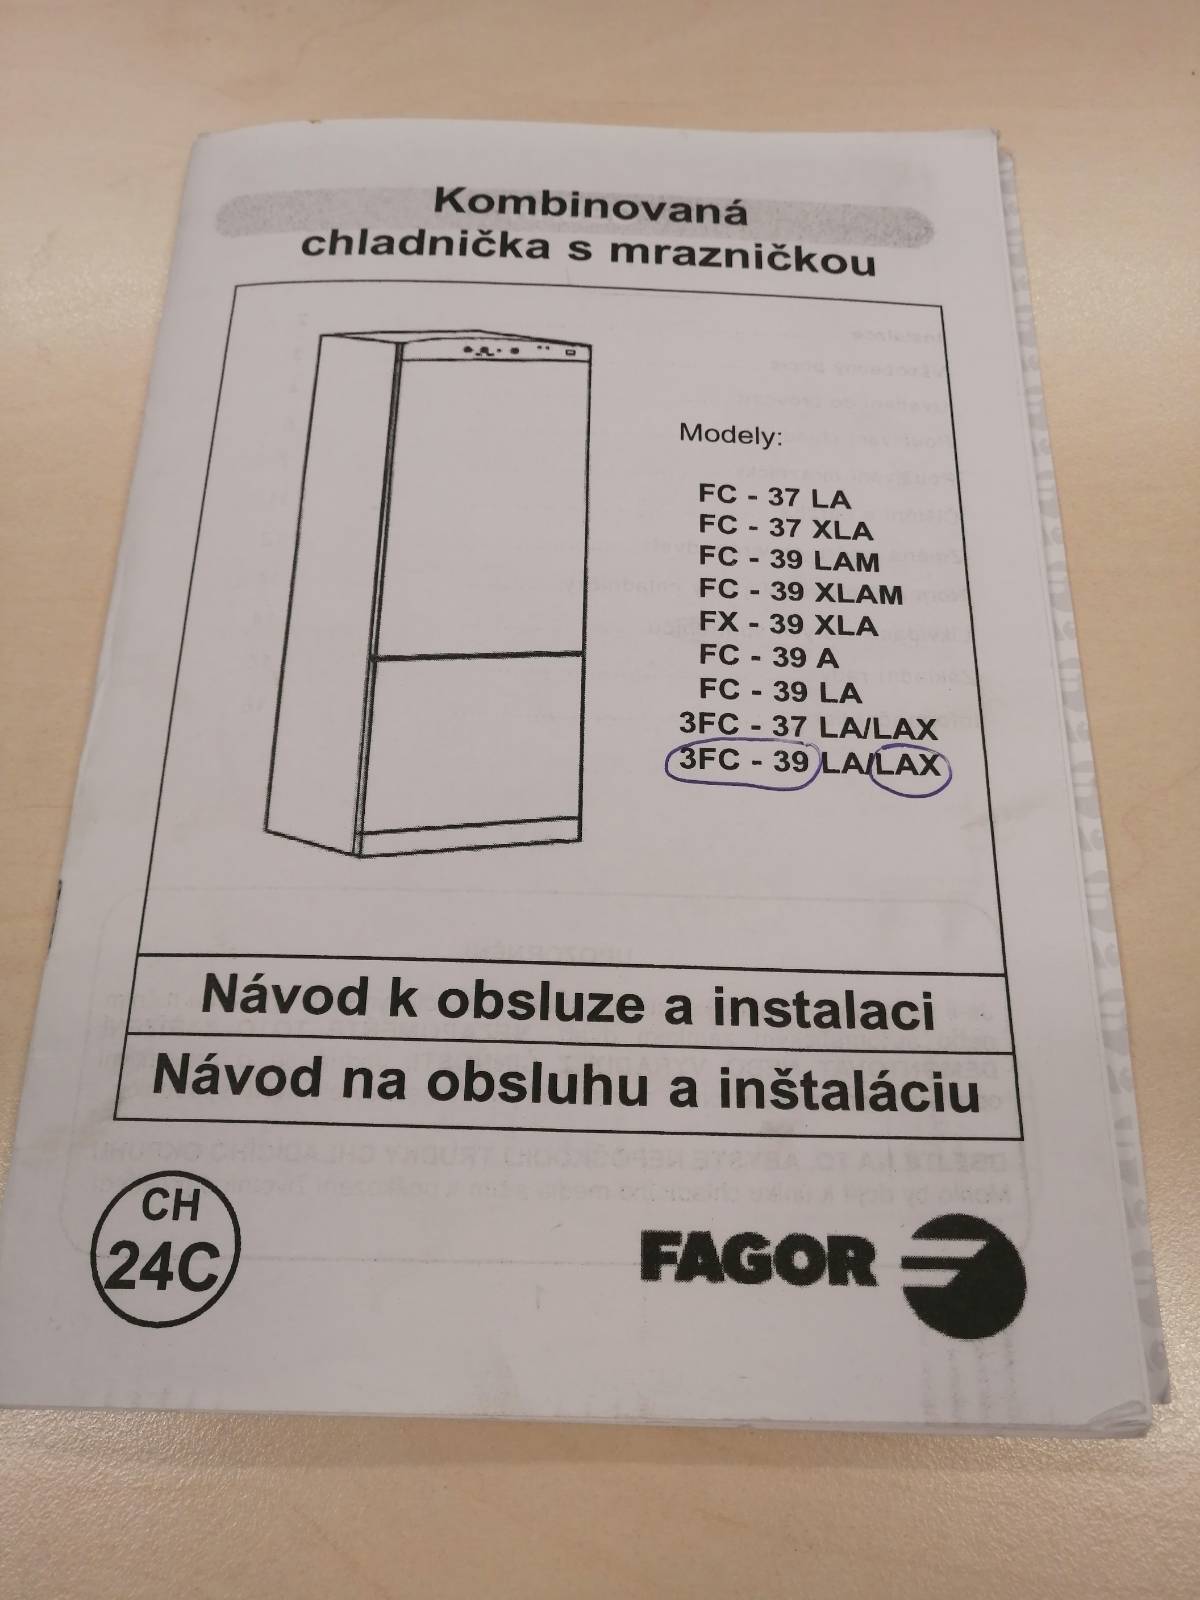 Kombinovaná
chladnička s mrazničkou
Modely:
FC - 37 LA
FC - 37 XLA
FC - 39 LAM
FC - 39 XLAM
FX - 39 XLA
FC - 39 A
FC - 39 LA
3FC - 37 LA/LAX
3FC - 39 LA/LAX
Návod k obsluze a instalaci
Návod na obsluhu a inštaláciu
CH
24C
FAGOR